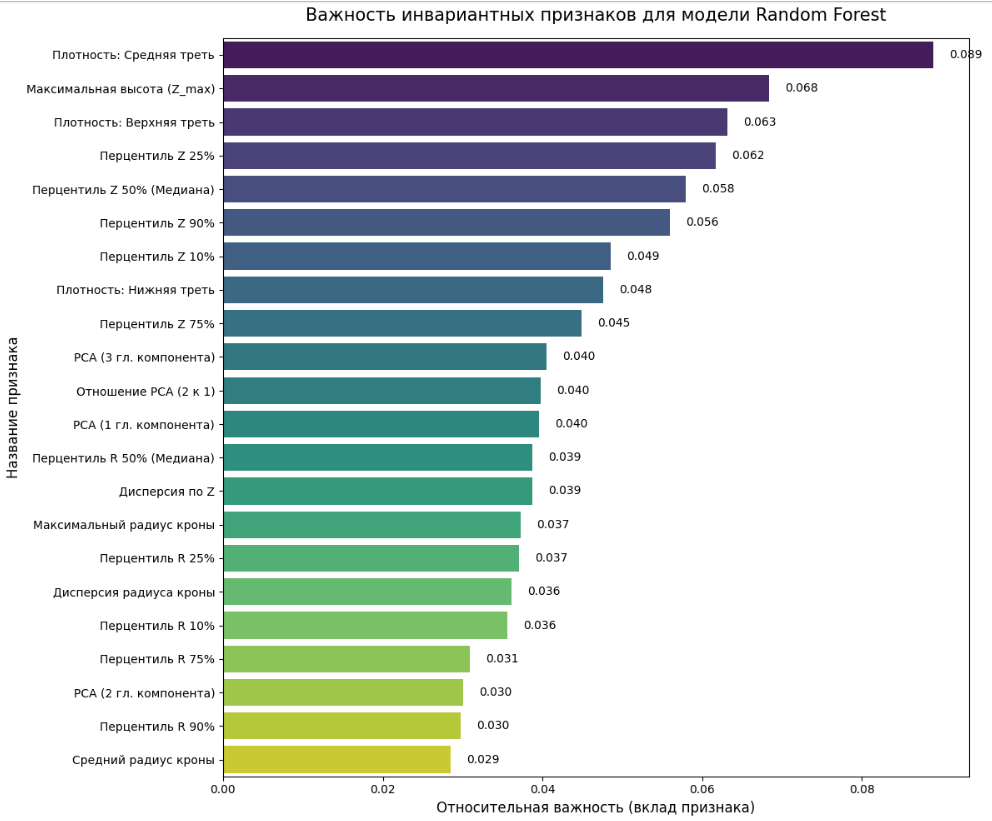 Важность инвариантных признаков для модели Random Forest
Плотность: Средняя треть 0.089
Максимальная высота (Z_max) 0.068
Плотность: Верхняя треть 0.063
Перцентиль Z 25% 0.062
Перцентиль Z 50% (Медиана) 0.058
Перцентиль Z 90% 0.056
Перцентиль Z 10% 0.049
Плотность: Нижняя треть 0.048
Перцентиль Z 75% 0.045
PCA (3 гл. компонента) 0.040
Отношение PCA (2 к 1) 0.040
PCA (1 гл. компонента) 0.040
Перцентиль R 50% (Медиана) 0.039
Дисперсия по Z 0.039
Максимальный радиус кроны 0.037
Перцентиль R 25% 0.037
Дисперсия радиуса кроны 0.036
Перцентиль R 10% 0.036
Перцентиль R 75% 0.031
PCA (2 гл. компонента) 0.030
Перцентиль R 90% 0.030
Средний радиус кроны 0.029
Название признака
0.00 0.02 0.04 0.06 0.08
Относительная важность (вклад признака)